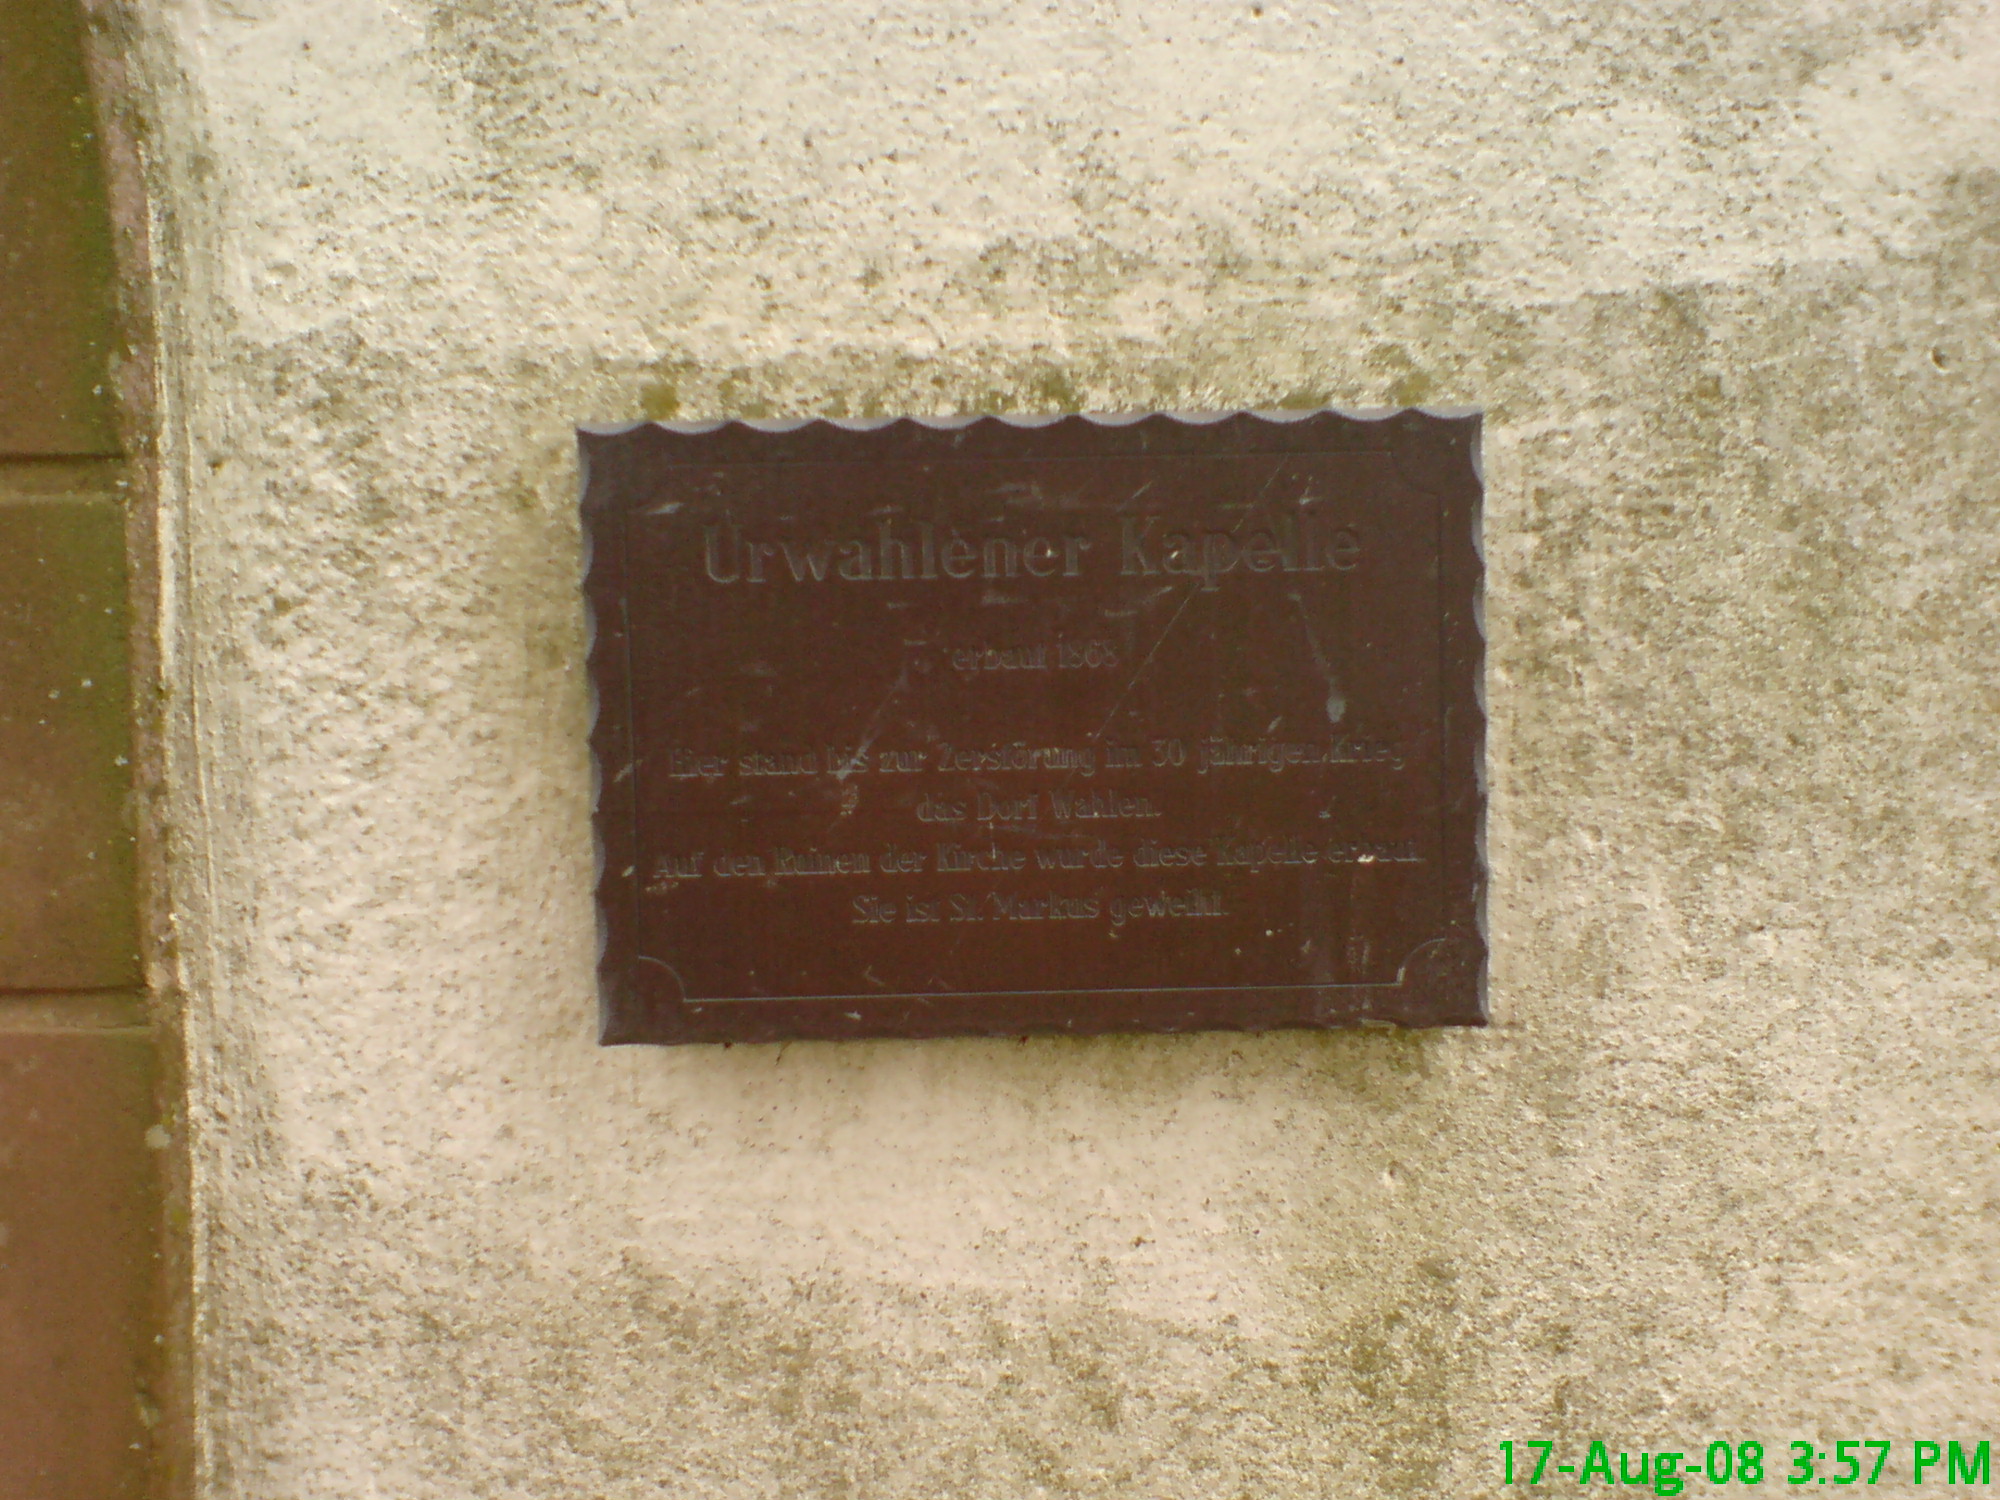 Urwahlener Kapelle
erbaut 1868
Hier stand bis zur Zerstörung im 30 jährigen Krieg
das Dorf Wahlen.
Auf den Ruinen der Kirche wurde diese Kapelle erbaut.
Sie ist St. Markus geweiht.
17-Aug-08 3:57 PM